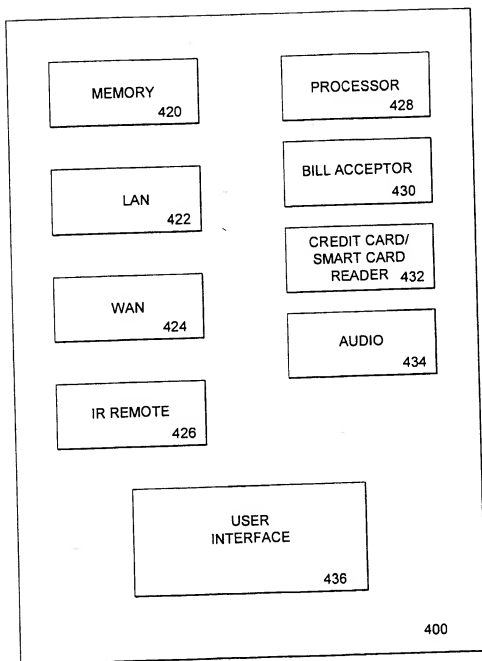 MEMORY
420
PROCESSOR
428
LAN
422
BILL ACCEPTOR
430
CREDIT CARD/
SMART CARD
READER 432
WAN
424
AUDIO
434
IR REMOTE
426
USER
INTERFACE
436
400